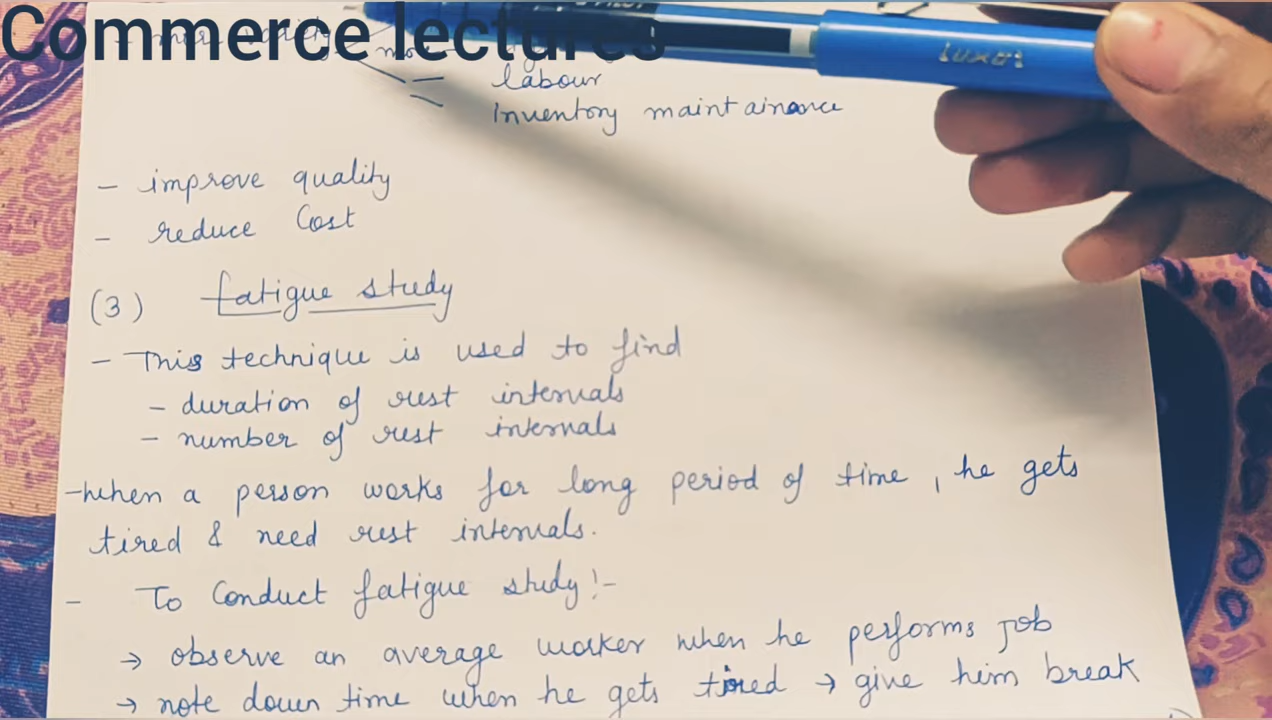 Commerce lectures
labour
Inventory maintainance
- improve quality
- reduce Cost
(3) fatigue study
- This technique is used to find
- duration of rest intervals
- number of rest intervals
- when a person works for long period of time, he gets
tired & need rest intervals.
- To Conduct fatigue study:-
→ observe an average worker when he performs job
→ note down time when he gets tired → give him break